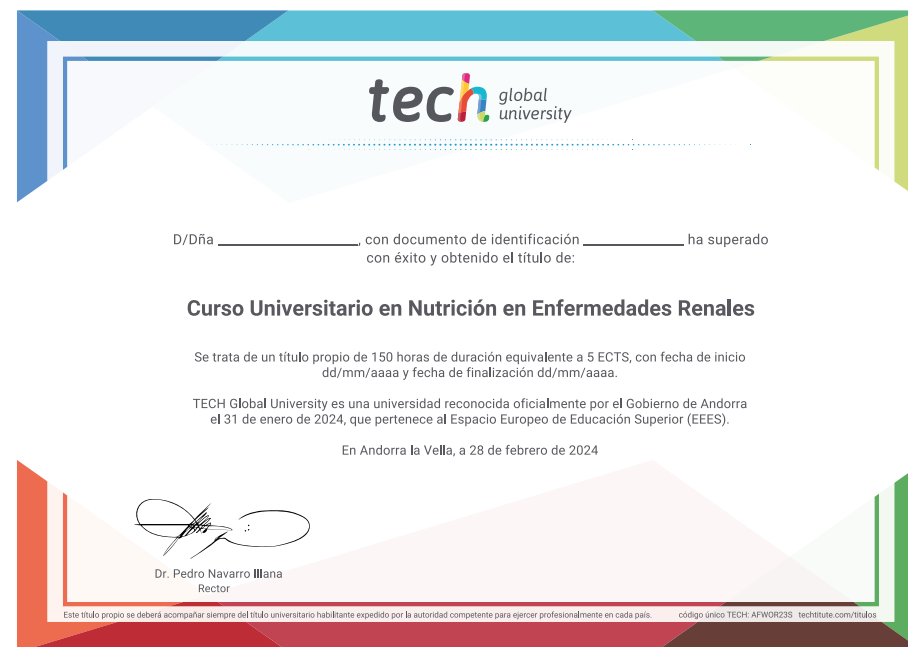 tech global
university
D/Dña ____________________, con documento de identificación ______________ ha superado
con éxito y obtenido el título de:
Curso Universitario en Nutrición en Enfermedades Renales
Se trata de un título propio de 150 horas de duración equivalente a 5 ECTS, con fecha de inicio
dd/mm/aaaa y fecha de finalización dd/mm/aaaa.
TECH Global University es una universidad reconocida oficialmente por el Gobierno de Andorra
el 31 de enero de 2024, que pertenece al Espacio Europeo de Educación Superior (EEES).
En Andorra la Vella, a 28 de febrero de 2024
Dr. Pedro Navarro Illana
Rector
Este título propio se deberá acompañar siempre del título universitario habilitante expedido por la autoridad competente para ejercer profesionalmente en cada país. código único TECH: AFWOR23S techtitute.com/titulos